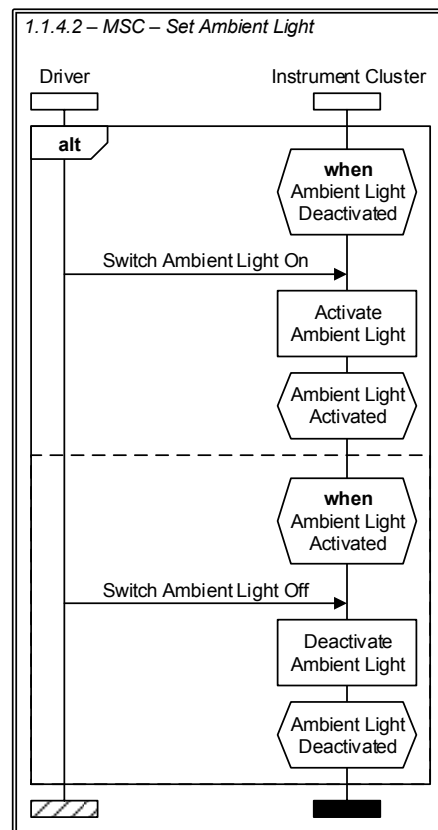 1.1.4.2 – MSC – Set Ambient Light
Driver
Instrument Cluster
alt
when
Ambient Light
Deactivated
Switch Ambient Light On
Activate
Ambient Light
Ambient Light
Activated
when
Ambient Light
Activated
Switch Ambient Light Off
Deactivate
Ambient Light
Ambient Light
Deactivated